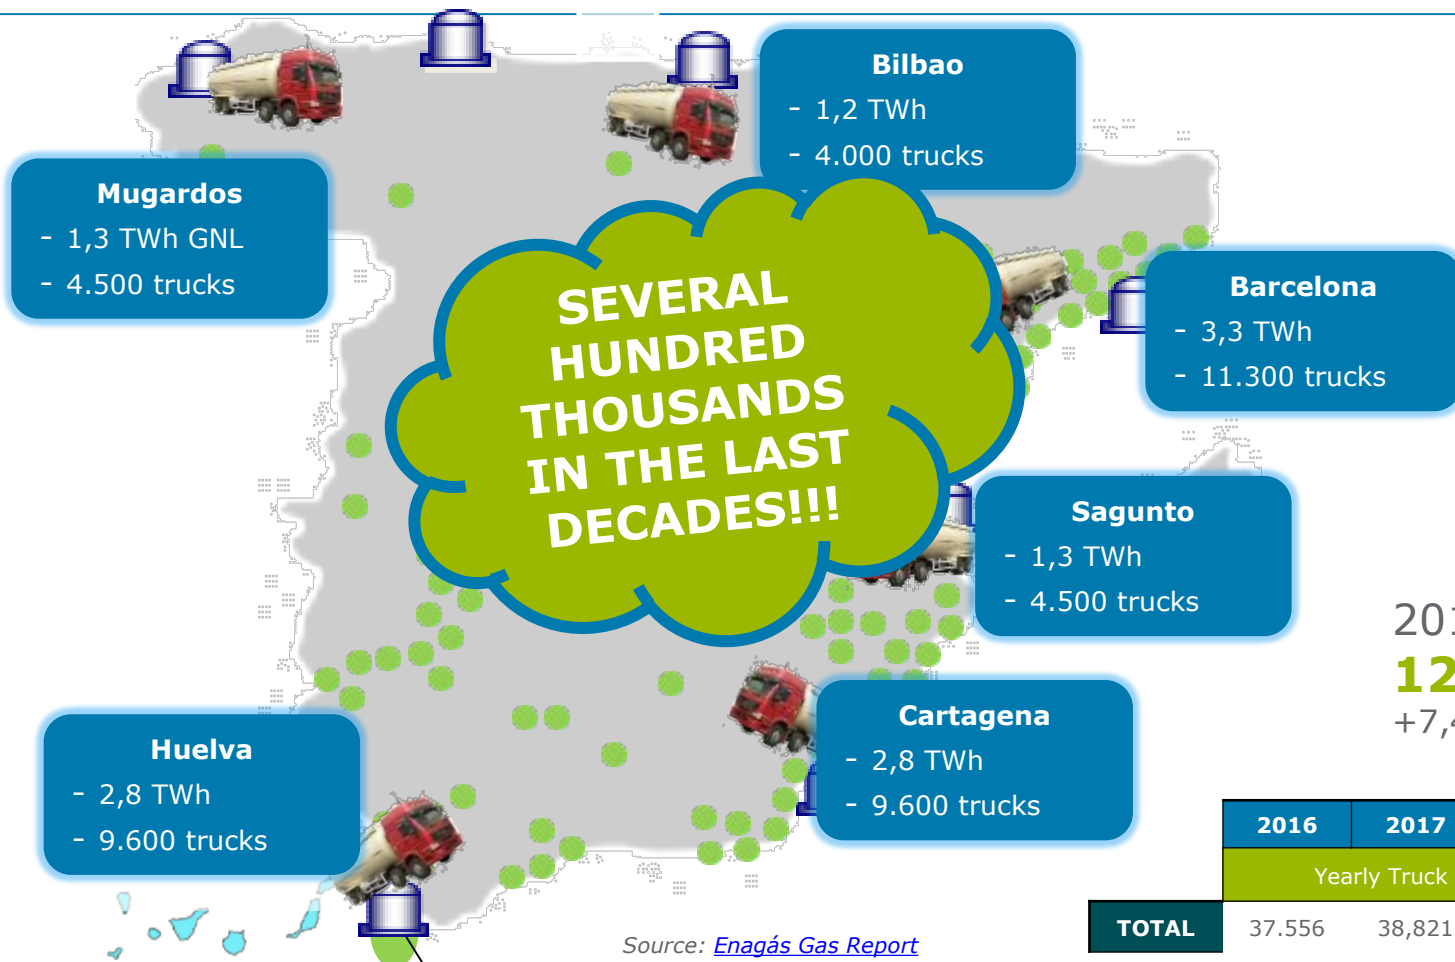 Bilbao
- 1,2 TWh
- 4.000 trucks
Mugardos
- 1,3 TWh GNL
- 4.500 trucks
SEVERAL
HUNDRED
THOUSANDS
IN THE LAST
DECADES!!!
Barcelona
- 3,3 TWh
- 11.300 trucks
Sagunto
- 1,3 TWh
- 4.500 trucks
Cartagena
- 2,8 TWh
- 9.600 trucks
Huelva
- 2,8 TWh
- 9.600 trucks
12
+7,4
2016 2017
Yearly Truck
TOTAL 37.556 38,821
Source: Enagás Gas Report